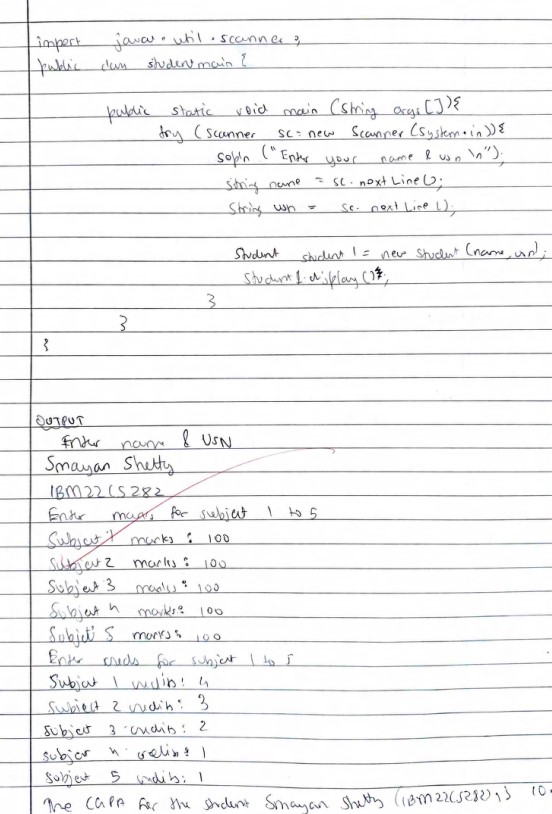 import java.util.scanner;
public class studentmain {
public static void main (String args[]){
try (Scanner sc = new Scanner (System.in)){
sopln ("Enter your name & usn \n");
string name = sc.nextLine();
String usn = sc.nextLine();
Student student1 = new Student (name, usn);
Student1.display();
}
}
}
OUTPUT
Enter name & USN
Smayan Shetty
1BM22CS282
Enter marks for subject 1 to 5
Subject 1 marks : 100
Subject 2 marks : 100
Subject 3 marks : 100
Subject 4 marks : 100
Subject 5 marks : 100
Enter creds for subject 1 to 5
Subject 1 credits : 4
Subject 2 credits : 3
subject 3 credits : 2
subject 4 credits : 1
subject 5 credits : 1
The CGPA for the student Smayan Shetty (1BM22CS282) is 10.